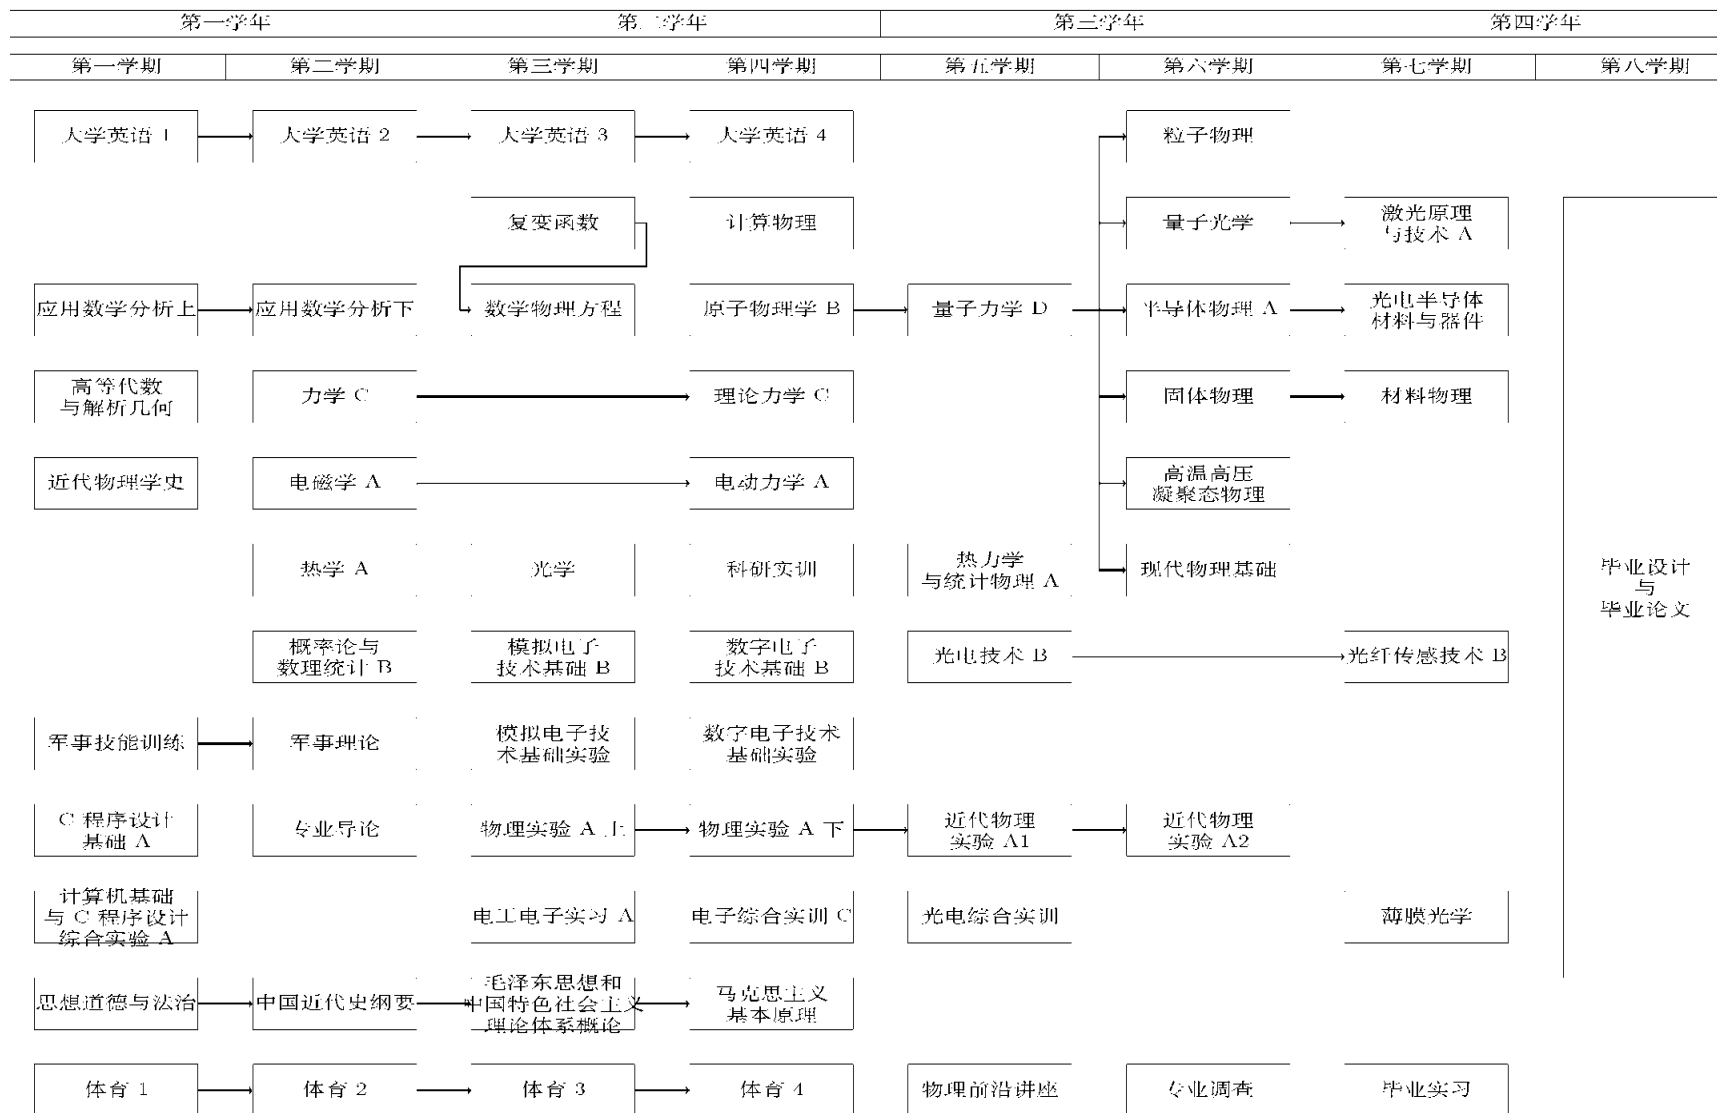 第一学年 第二学年 第三学年 第四学年
第一学期 第二学期 第三学期 第四学期 第五学期 第六学期 第七学期 第八学期
大学英语 1 大学英语 2 大学英语 3 大学英语 4 粒子物理
复变函数 计算物理 量子光学 激光原理
与技术 A
应用数学分析上 应用数学分析下 数学物理方程 原子物理学 B 量子力学 D 半导体物理 A 光电半导体
材料与器件
高等代数
与解析几何 力学 C 理论力学 C 固体物理 材料物理
近代物理学史 电磁学 A 电动力学 A 高温高压
凝聚态物理
热学 A 光学 科研实训 热力学
与统计物理 A 现代物理基础 毕业设计
与
毕业论文
概率论与
数理统计 B 模拟电子
技术基础 B 数字电子
技术基础 B 光电技术 B 光纤传感技术 B
军事技能训练 军事理论 模拟电子技
术基础实验 数字电子技术
基础实验
C 程序设计
基础 A 专业导论 物理实验 A 上 物理实验 A 下 近代物理
实验 A1 近代物理
实验 A2
计算机基础
与 C 程序设计
综合实验 A 电工电子实习 A 电子综合实训 C 光电综合实训 薄膜光学
思想道德与法治 中国近代史纲要 毛泽东思想和
中国特色社会主义
理论体系概论 马克思主义
基本原理
体育 1 体育 2 体育 3 体育 4 物理前沿讲座 专业调查 毕业实习